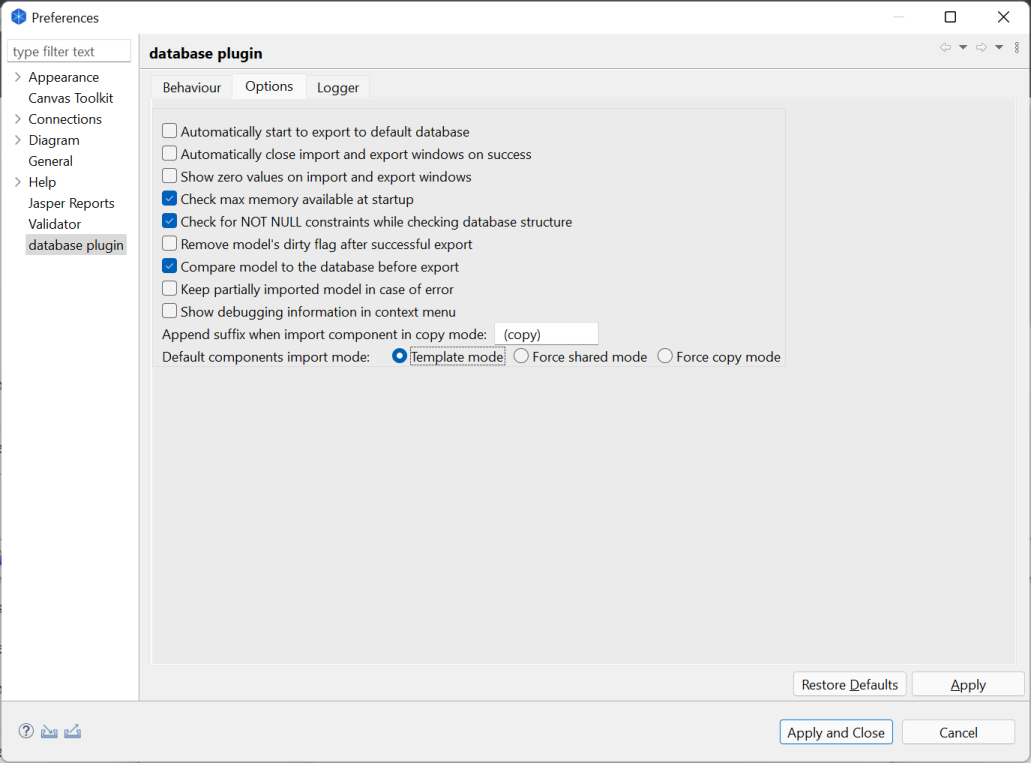 Preferences
type filter text
Appearance
Canvas Toolkit
Connections
Diagram
General
Help
Jasper Reports
Validator
database plugin
database plugin
Behaviour
Options
Logger
Automatically start to export to default database
Automatically close import and export windows on success
Show zero values on import and export windows
Check max memory available at startup
Check for NOT NULL constraints while checking database structure
Remove model's dirty flag after successful export
Compare model to the database before export
Keep partially imported model in case of error
Show debugging information in context menu
Append suffix when import component in copy mode: (copy)
Default components import mode: Template mode Force shared mode Force copy mode
Restore Defaults
Apply
Apply and Close
Cancel